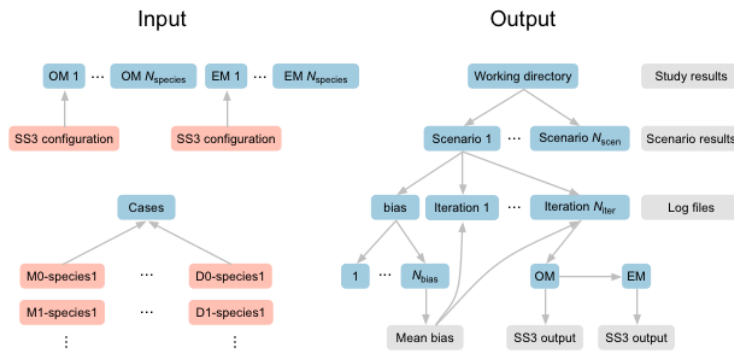 Input
Output
OM 1 ... OM Nspecies EM 1 ... EM Nspecies
Working directory
Study results
SS3 configuration SS3 configuration
Scenario 1 ... Scenario Nscen
Scenario results
Cases
bias Iteration 1 ... Iteration Niter
Log files
M0-species1 ... D0-species1
1 ... Nbias
OM EM
M1-species1 ... D1-species1
Mean bias SS3 output SS3 output